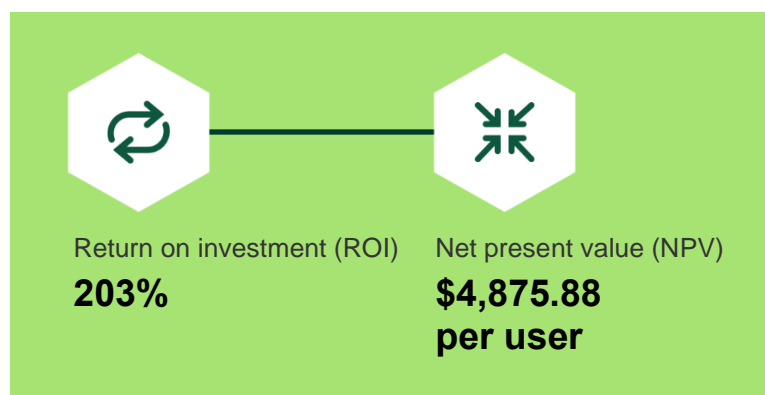 Return on investment (ROI)
203%
Net present value (NPV)
$4,875.88
per user